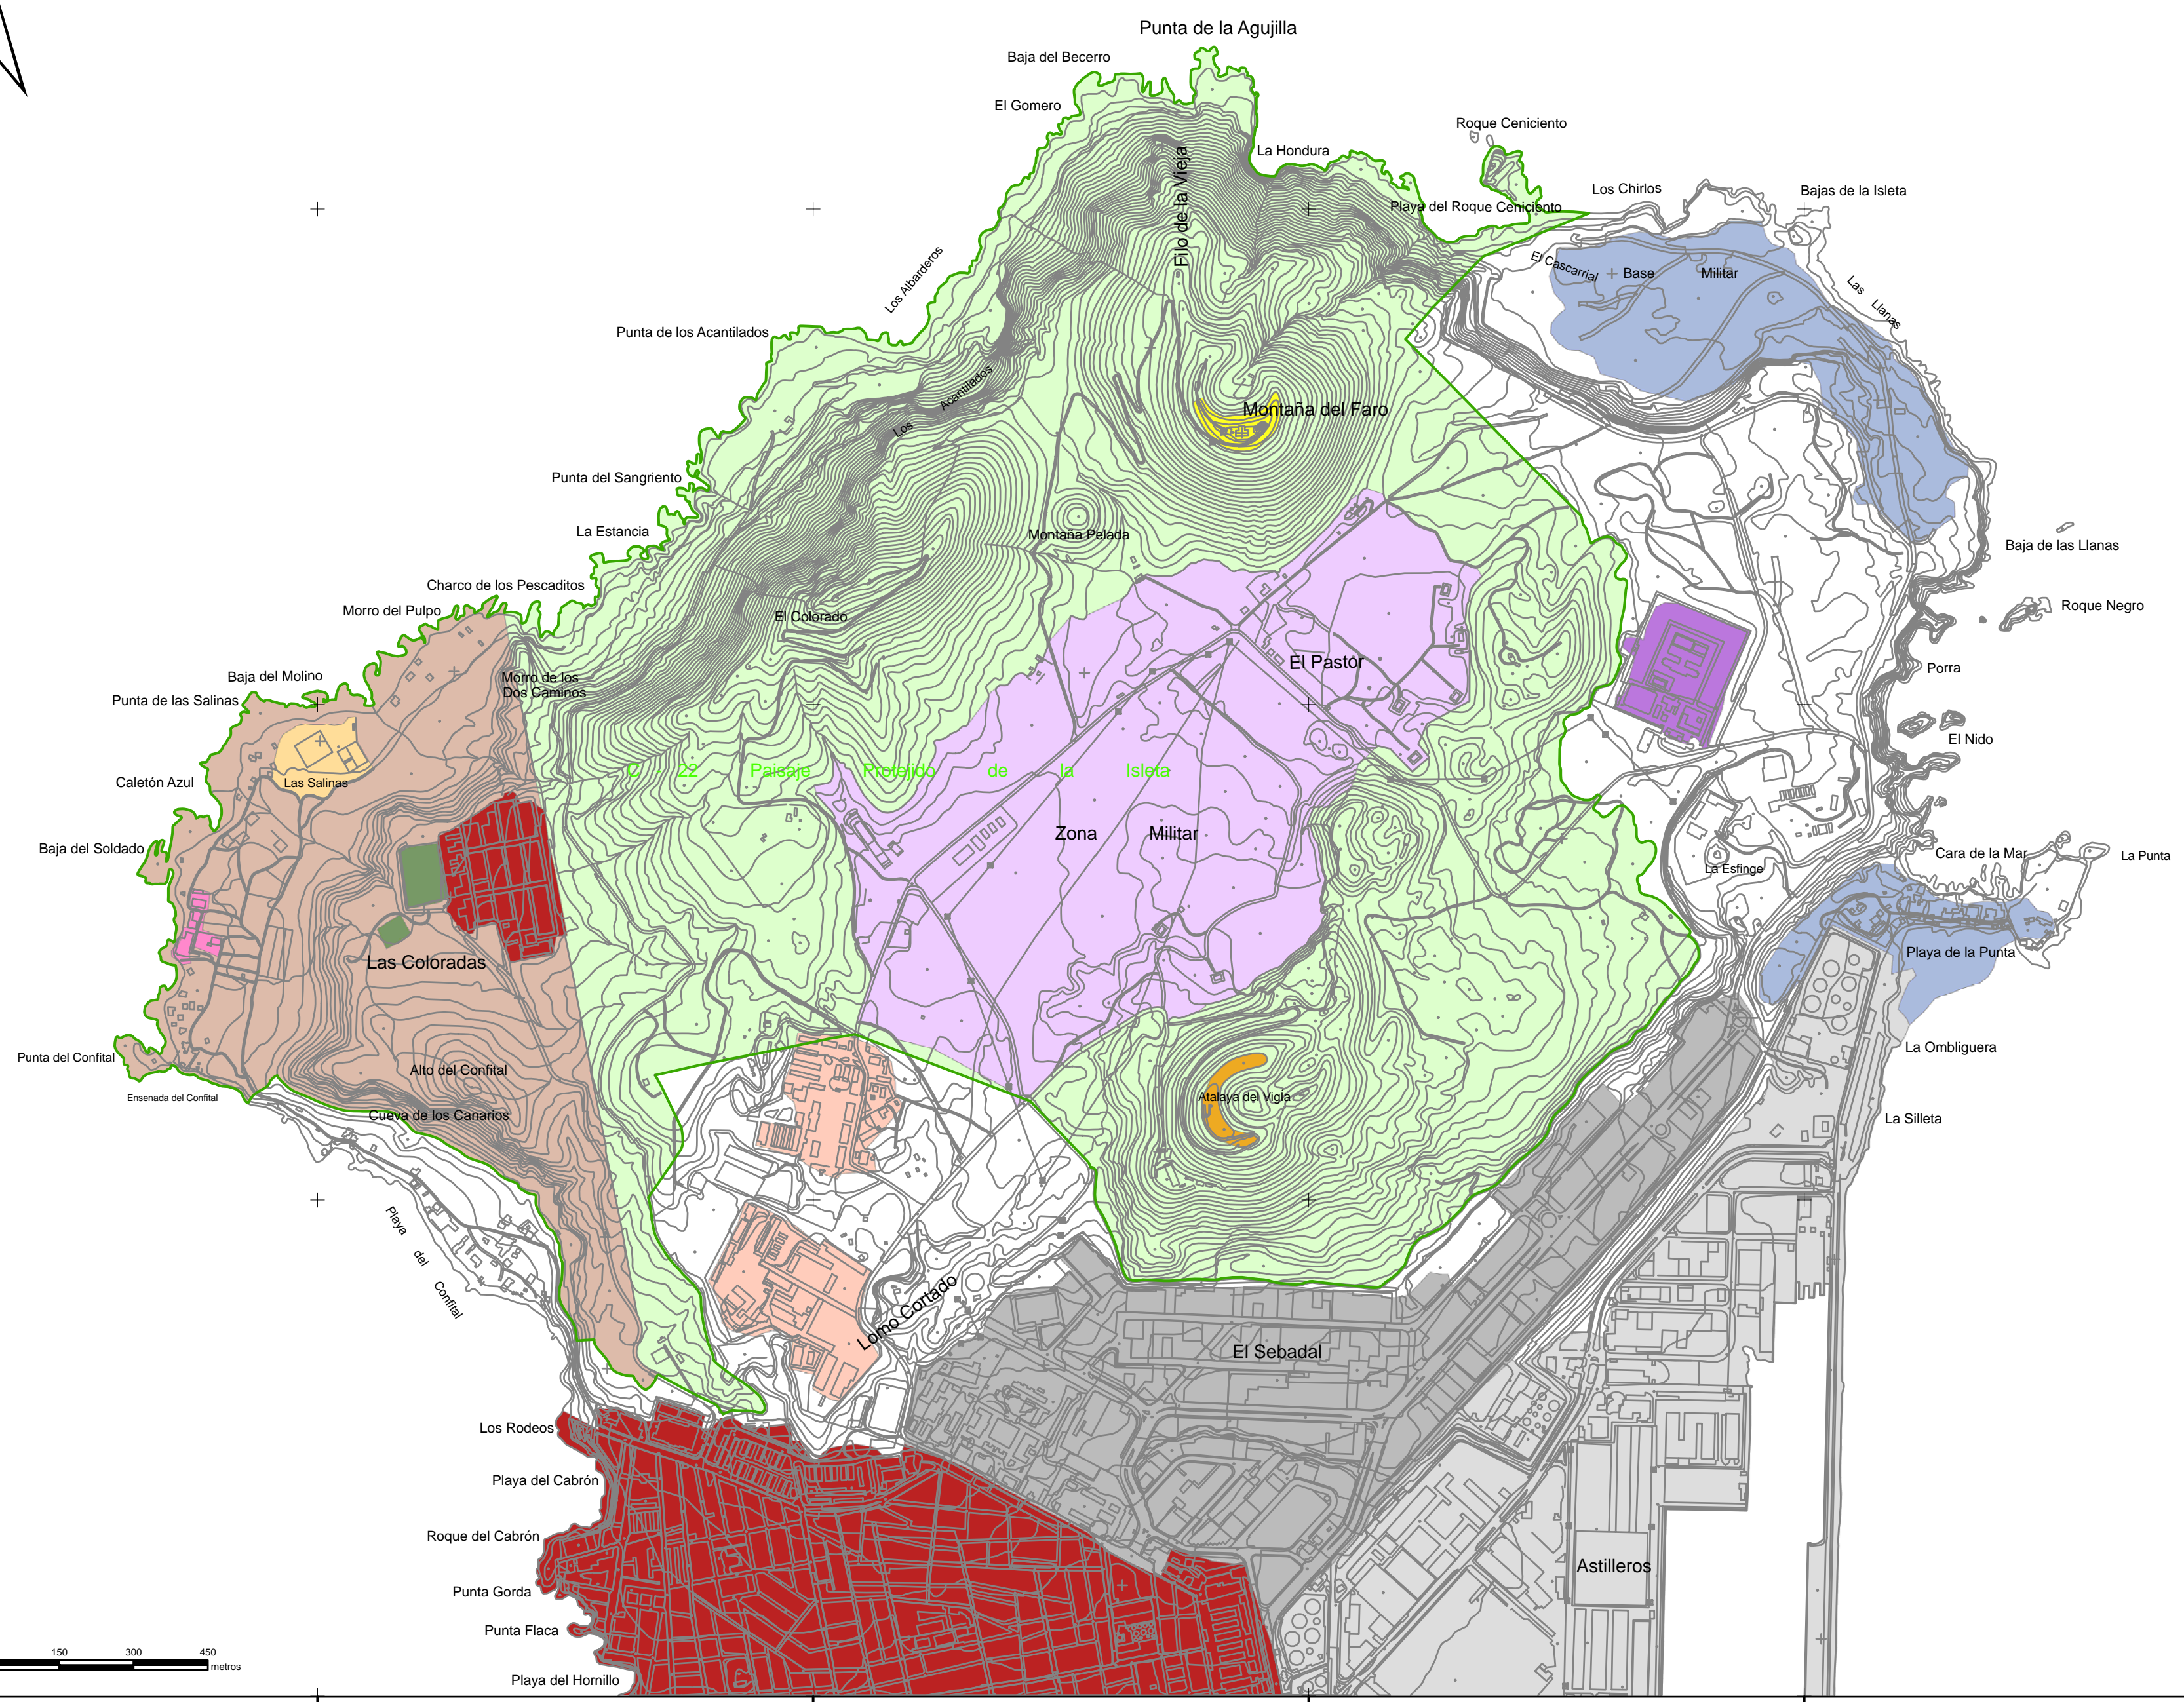 Punta de la Agujilla
Baja del Becerro
El Gomero
Roque Ceniciento
La Hondura
Filo de la Vieja
Los Chirlos
Bajas de la Isleta
Playa del Roque Ceniciento
El Cascarrial
Base Militar
Las Llanas
Los Albarderos
Punta de los Acantilados
Los Acantilados
Montaña del Faro
Punta del Sangriento
La Estancia
Montaña Pelada
Baja de las Llanas
Charco de los Pescaditos
Morro del Pulpo
El Colorado
Roque Negro
El Pastor
Porra
Baja del Molino
Morro de los
Dos Caminos
Punta de las Salinas
El Nido
Caletón Azul
Las Salinas
C - 22 Paisaje Protejido de la Isleta
Zona Militar
Baja del Soldado
La Esfinge
Cara de la Mar
La Punta
Las Coloradas
Playa de la Punta
Punta del Confital
Alto del Confital
La Ombliguera
Ensenada del Confital
Atalaya del Vigla
Cueva de los Canarios
La Silleta
Playa del Confital
Lomo Cortado
El Sebadal
Los Rodeos
Playa del Cabrón
Roque del Cabrón
Astilleros
Punta Gorda
Punta Flaca
150 300 450
metros
Playa del Hornillo